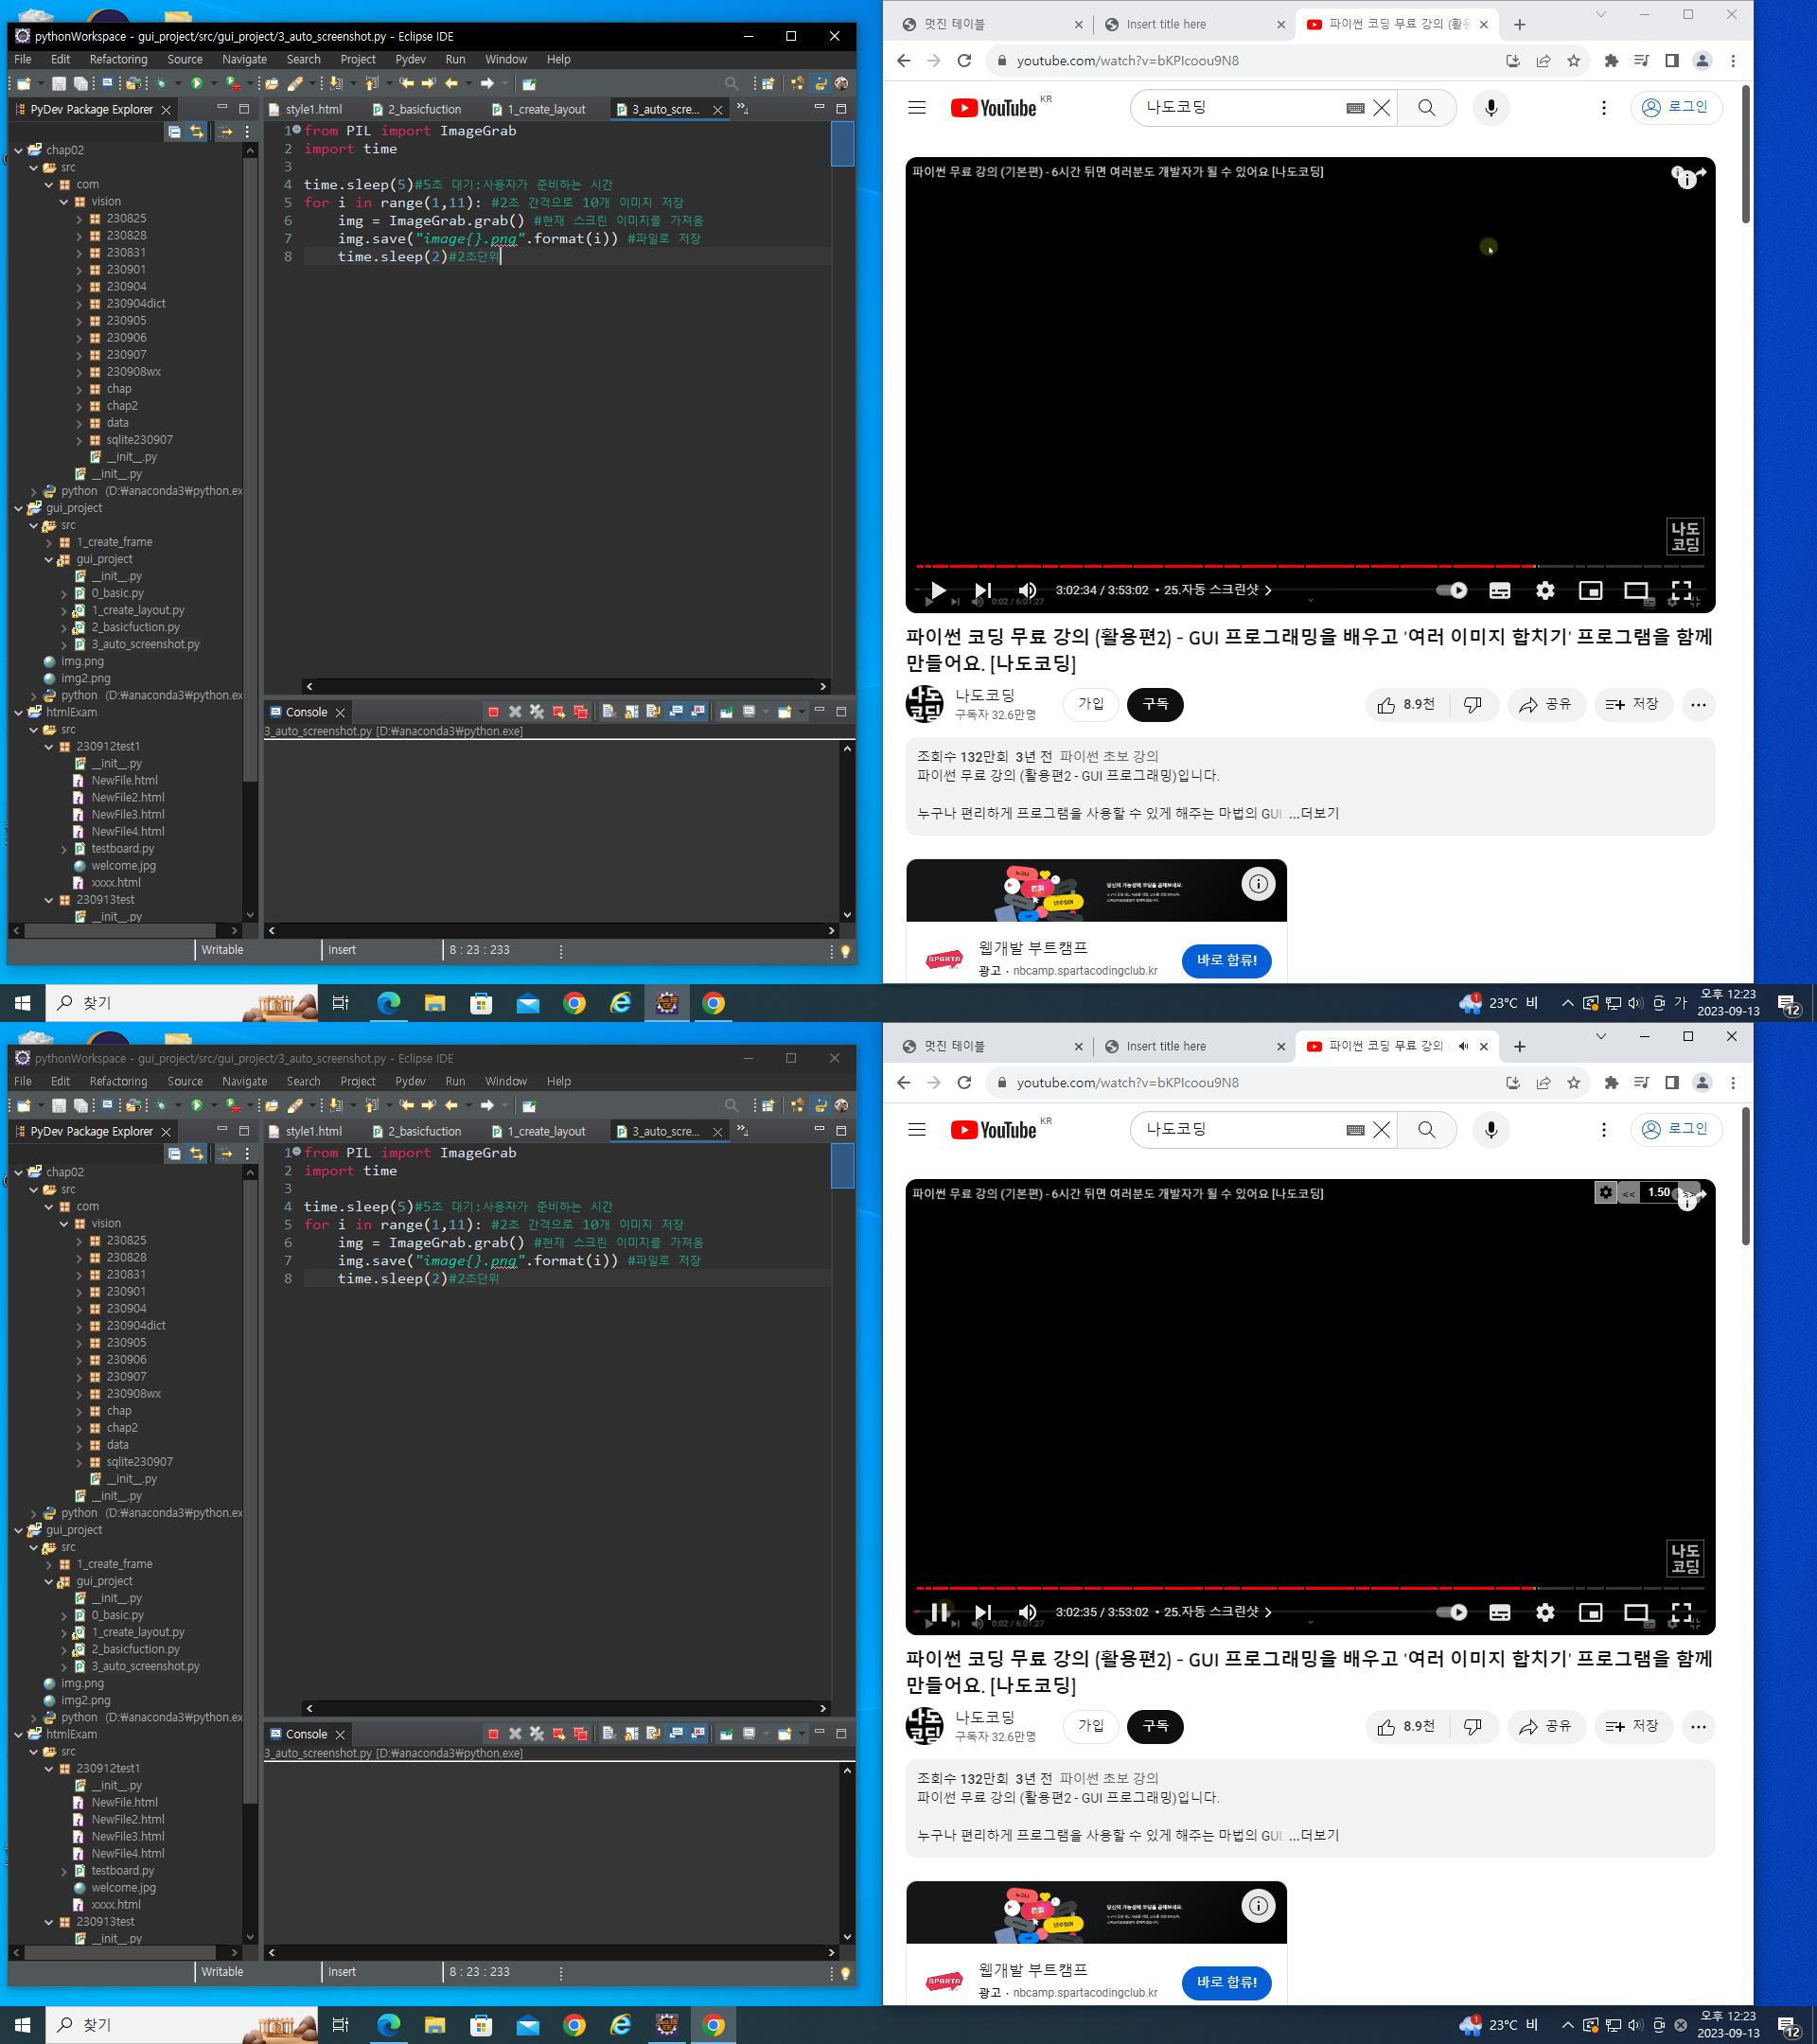 pythonWorkspace - gui_project/src/gui_project/3_auto_screenshot.py - Eclipse IDE
File Edit Refactoring Source Navigate Search Project Pydev Run Window Help
PyDev Package Explorer
style1.html 2_basicfuction 1_create_layout 3_auto_scre...
chap02
src
com
vision
230825
230828
230831
230901
230904
230904dict
230905
230906
230907
230908wx
chap
chap2
data
sqlite230907
__init__.py
__init__.py
python (D:₩anaconda3₩python.ex
gui_project
src
1_create_frame
gui_project
__init__.py
0_basic.py
1_create_layout.py
2_basicfuction.py
3_auto_screenshot.py
img.png
img2.png
python (D:₩anaconda3₩python.ex
htmlExam
src
230912test1
__init__.py
NewFile.html
NewFile2.html
NewFile3.html
NewFile4.html
testboard.py
welcome.jpg
xxxx.html
230913test
__init__.py
1 from PIL import ImageGrab
2 import time
3
4 time.sleep(5)#5초 대기:사용자가 준비하는 시간
5 for i in range(1,11): #2초 간격으로 10개 이미지 저장
6 img = ImageGrab.grab() #현재 스크린 이미지를 가져옴
7 img.save("image{}.png".format(i)) #파일로 저장
8 time.sleep(2)#2초단위
Console
3_auto_screenshot.py [D:₩anaconda3₩python.exe]
Writable Insert 8 : 23 : 233
멋진 테이블 Insert title here 파이썬 코딩 무료 강의 (활용
youtube.com/watch?v=bKPIcoou9N8
YouTube KR
나도코딩
로그인
파이썬 무료 강의 (기본편) - 6시간 뒤면 여러분도 개발자가 될 수 있어요 [나도코딩]
나도
코딩
3:02:34 / 3:53:02 • 25.자동 스크린샷
0:02 / 6:01:27
파이썬 코딩 무료 강의 (활용편2) - GUI 프로그래밍을 배우고 '여러 이미지 합치기' 프로그램을 함께
만들어요. [나도코딩]
나도코딩
구독자 32.6만명
가입 구독 8.9천 공유 저장
조회수 132만회 3년 전 파이썬 초보 강의
파이썬 무료 강의 (활용편2 - GUI 프로그래밍)입니다.
누구나 편리하게 프로그램을 사용할 수 있게 해주는 마법의 GUI ...더보기
SPARTA
웹개발 부트캠프
광고 · nbcamp.spartacodingclub.kr
바로 합류!
찾기
23°C 비 가 오후 12:23
2023-09-13
12
pythonWorkspace - gui_project/src/gui_project/3_auto_screenshot.py - Eclipse IDE
File Edit Refactoring Source Navigate Search Project Pydev Run Window Help
PyDev Package Explorer
style1.html 2_basicfuction 1_create_layout 3_auto_scre...
chap02
src
com
vision
230825
230828
230831
230901
230904
230904dict
230905
230906
230907
230908wx
chap
chap2
data
sqlite230907
__init__.py
__init__.py
python (D:₩anaconda3₩python.ex
gui_project
src
1_create_frame
gui_project
__init__.py
0_basic.py
1_create_layout.py
2_basicfuction.py
3_auto_screenshot.py
img.png
img2.png
python (D:₩anaconda3₩python.ex
htmlExam
src
230912test1
__init__.py
NewFile.html
NewFile2.html
NewFile3.html
NewFile4.html
testboard.py
welcome.jpg
xxxx.html
230913test
__init__.py
1 from PIL import ImageGrab
2 import time
3
4 time.sleep(5)#5초 대기:사용자가 준비하는 시간
5 for i in range(1,11): #2초 간격으로 10개 이미지 저장
6 img = ImageGrab.grab() #현재 스크린 이미지를 가져옴
7 img.save("image{}.png".format(i)) #파일로 저장
8 time.sleep(2)#2초단위
Console
3_auto_screenshot.py [D:₩anaconda3₩python.exe]
Writable Insert 8 : 23 : 233
멋진 테이블 Insert title here 파이썬 코딩 무료 강의
youtube.com/watch?v=bKPIcoou9N8
YouTube KR
나도코딩
로그인
파이썬 무료 강의 (기본편) - 6시간 뒤면 여러분도 개발자가 될 수 있어요 [나도코딩]
<< 1.50 >>
나도
코딩
3:02:35 / 3:53:02 • 25.자동 스크린샷
0:02 / 6:01:27
파이썬 코딩 무료 강의 (활용편2) - GUI 프로그래밍을 배우고 '여러 이미지 합치기' 프로그램을 함께
만들어요. [나도코딩]
나도코딩
구독자 32.6만명
가입 구독 8.9천 공유 저장
조회수 132만회 3년 전 파이썬 초보 강의
파이썬 무료 강의 (활용편2 - GUI 프로그래밍)입니다.
누구나 편리하게 프로그램을 사용할 수 있게 해주는 마법의 GUI ...더보기
SPARTA
웹개발 부트캠프
광고 · nbcamp.spartacodingclub.kr
바로 합류!
찾기
23°C 비 오후 12:23
2023-09-13
12